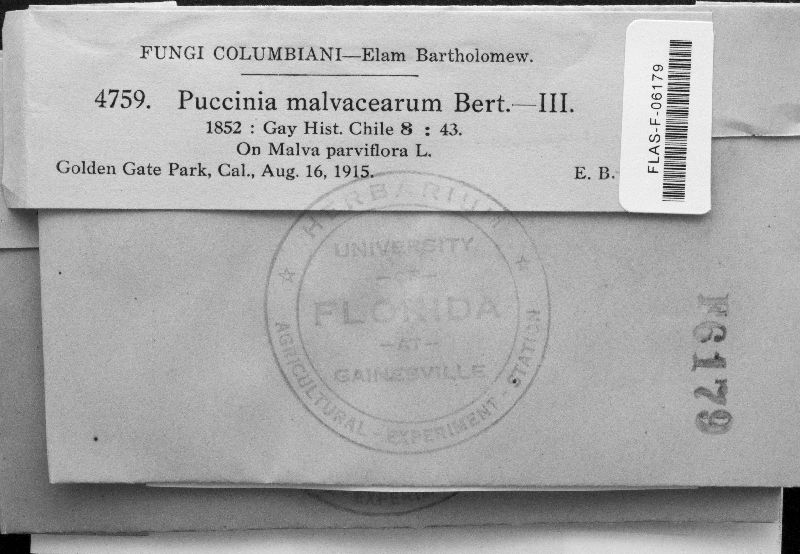 FUNGI COLUMBIANI—Elam Bartholomew.
4759. Puccinia malvacearum Bert.—III.
1852 : Gay Hist. Chile 8 : 43.
On Malva parviflora L.
Golden Gate Park, Cal., Aug. 16, 1915. E. B.
FLAS-F-06179
HERBARIUM
UNIVERSITY
—OF—
FLORIDA
—AT—
GAINESVILLE
AGRICULTURAL - EXPERIMENT - STATION
F6179